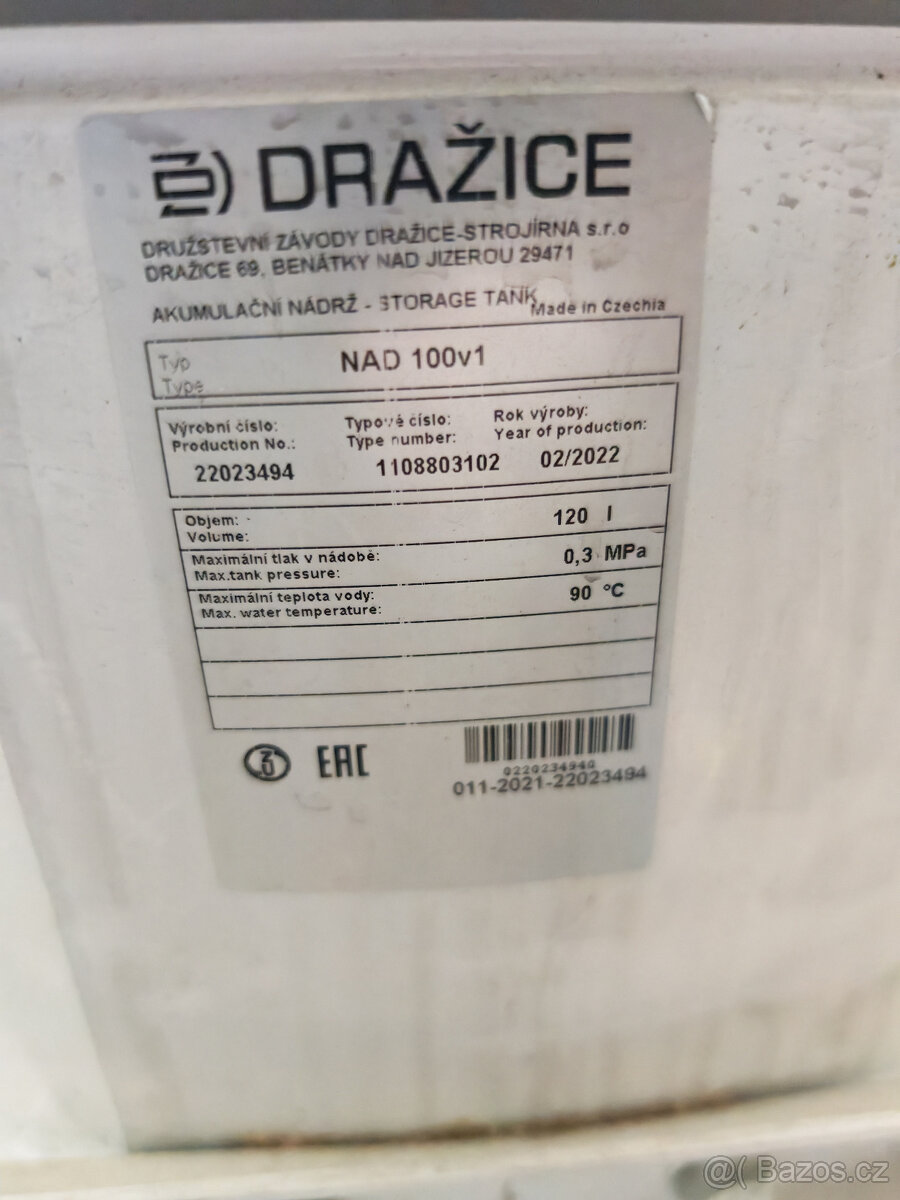 DRAŽICE
DRUŽSTEVNÍ ZÁVODY DRAŽICE-STROJÍRNA s.r.o
DRAŽICE 69, BENÁTKY NAD JIZEROU 29471
AKUMULAČNÍ NÁDRŽ - STORAGE TANK
Made in Czechia
Typ
Type
NAD 100v1
Výrobní číslo: Typové číslo: Rok výroby:
Production No.: Type number: Year of production:
22023494 1108803102 02/2022
Objem:
Volume:
120 l
Maximální tlak v nádobě:
Max.tank pressure:
0,3 MPa
Maximální teplota vody:
Max. water temperature:
90 °C
EAC
0220234940
011-2021-22023494
@( Bazos.cz